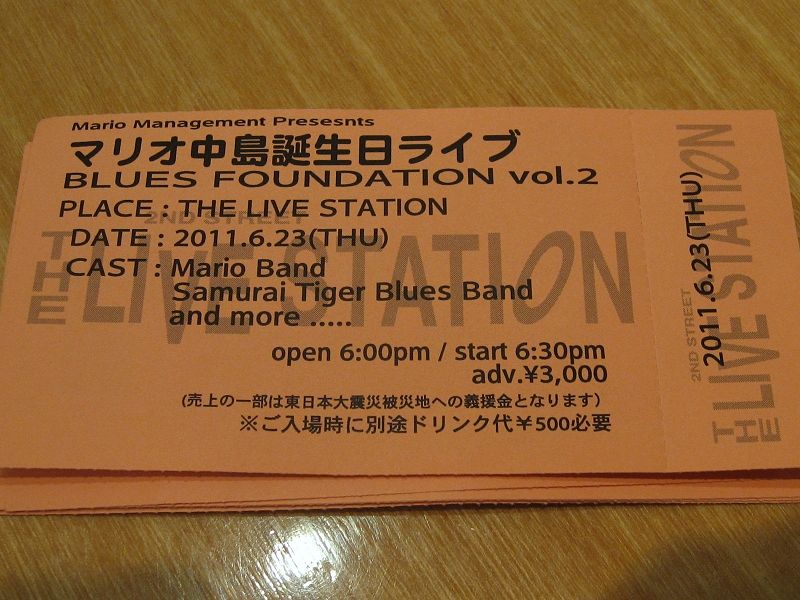 Mario Management Presesnts
マリオ中島誕生日ライブ
BLUES FOUNDATION vol.2
PLACE : THE LIVE STATION
DATE : 2011.6.23(THU)
CAST : Mario Band
Samurai Tiger Blues Band
and more .....
open 6:00pm / start 6:30pm
adv.¥3,000
(売上の一部は東日本大震災被災地への義援金となります)
※ご入場時に別途ドリンク代￥500必要
2ND STREET
THE LIVE STATION
2011.6.23(THU)
2ND STREET
THE LIVE STATION